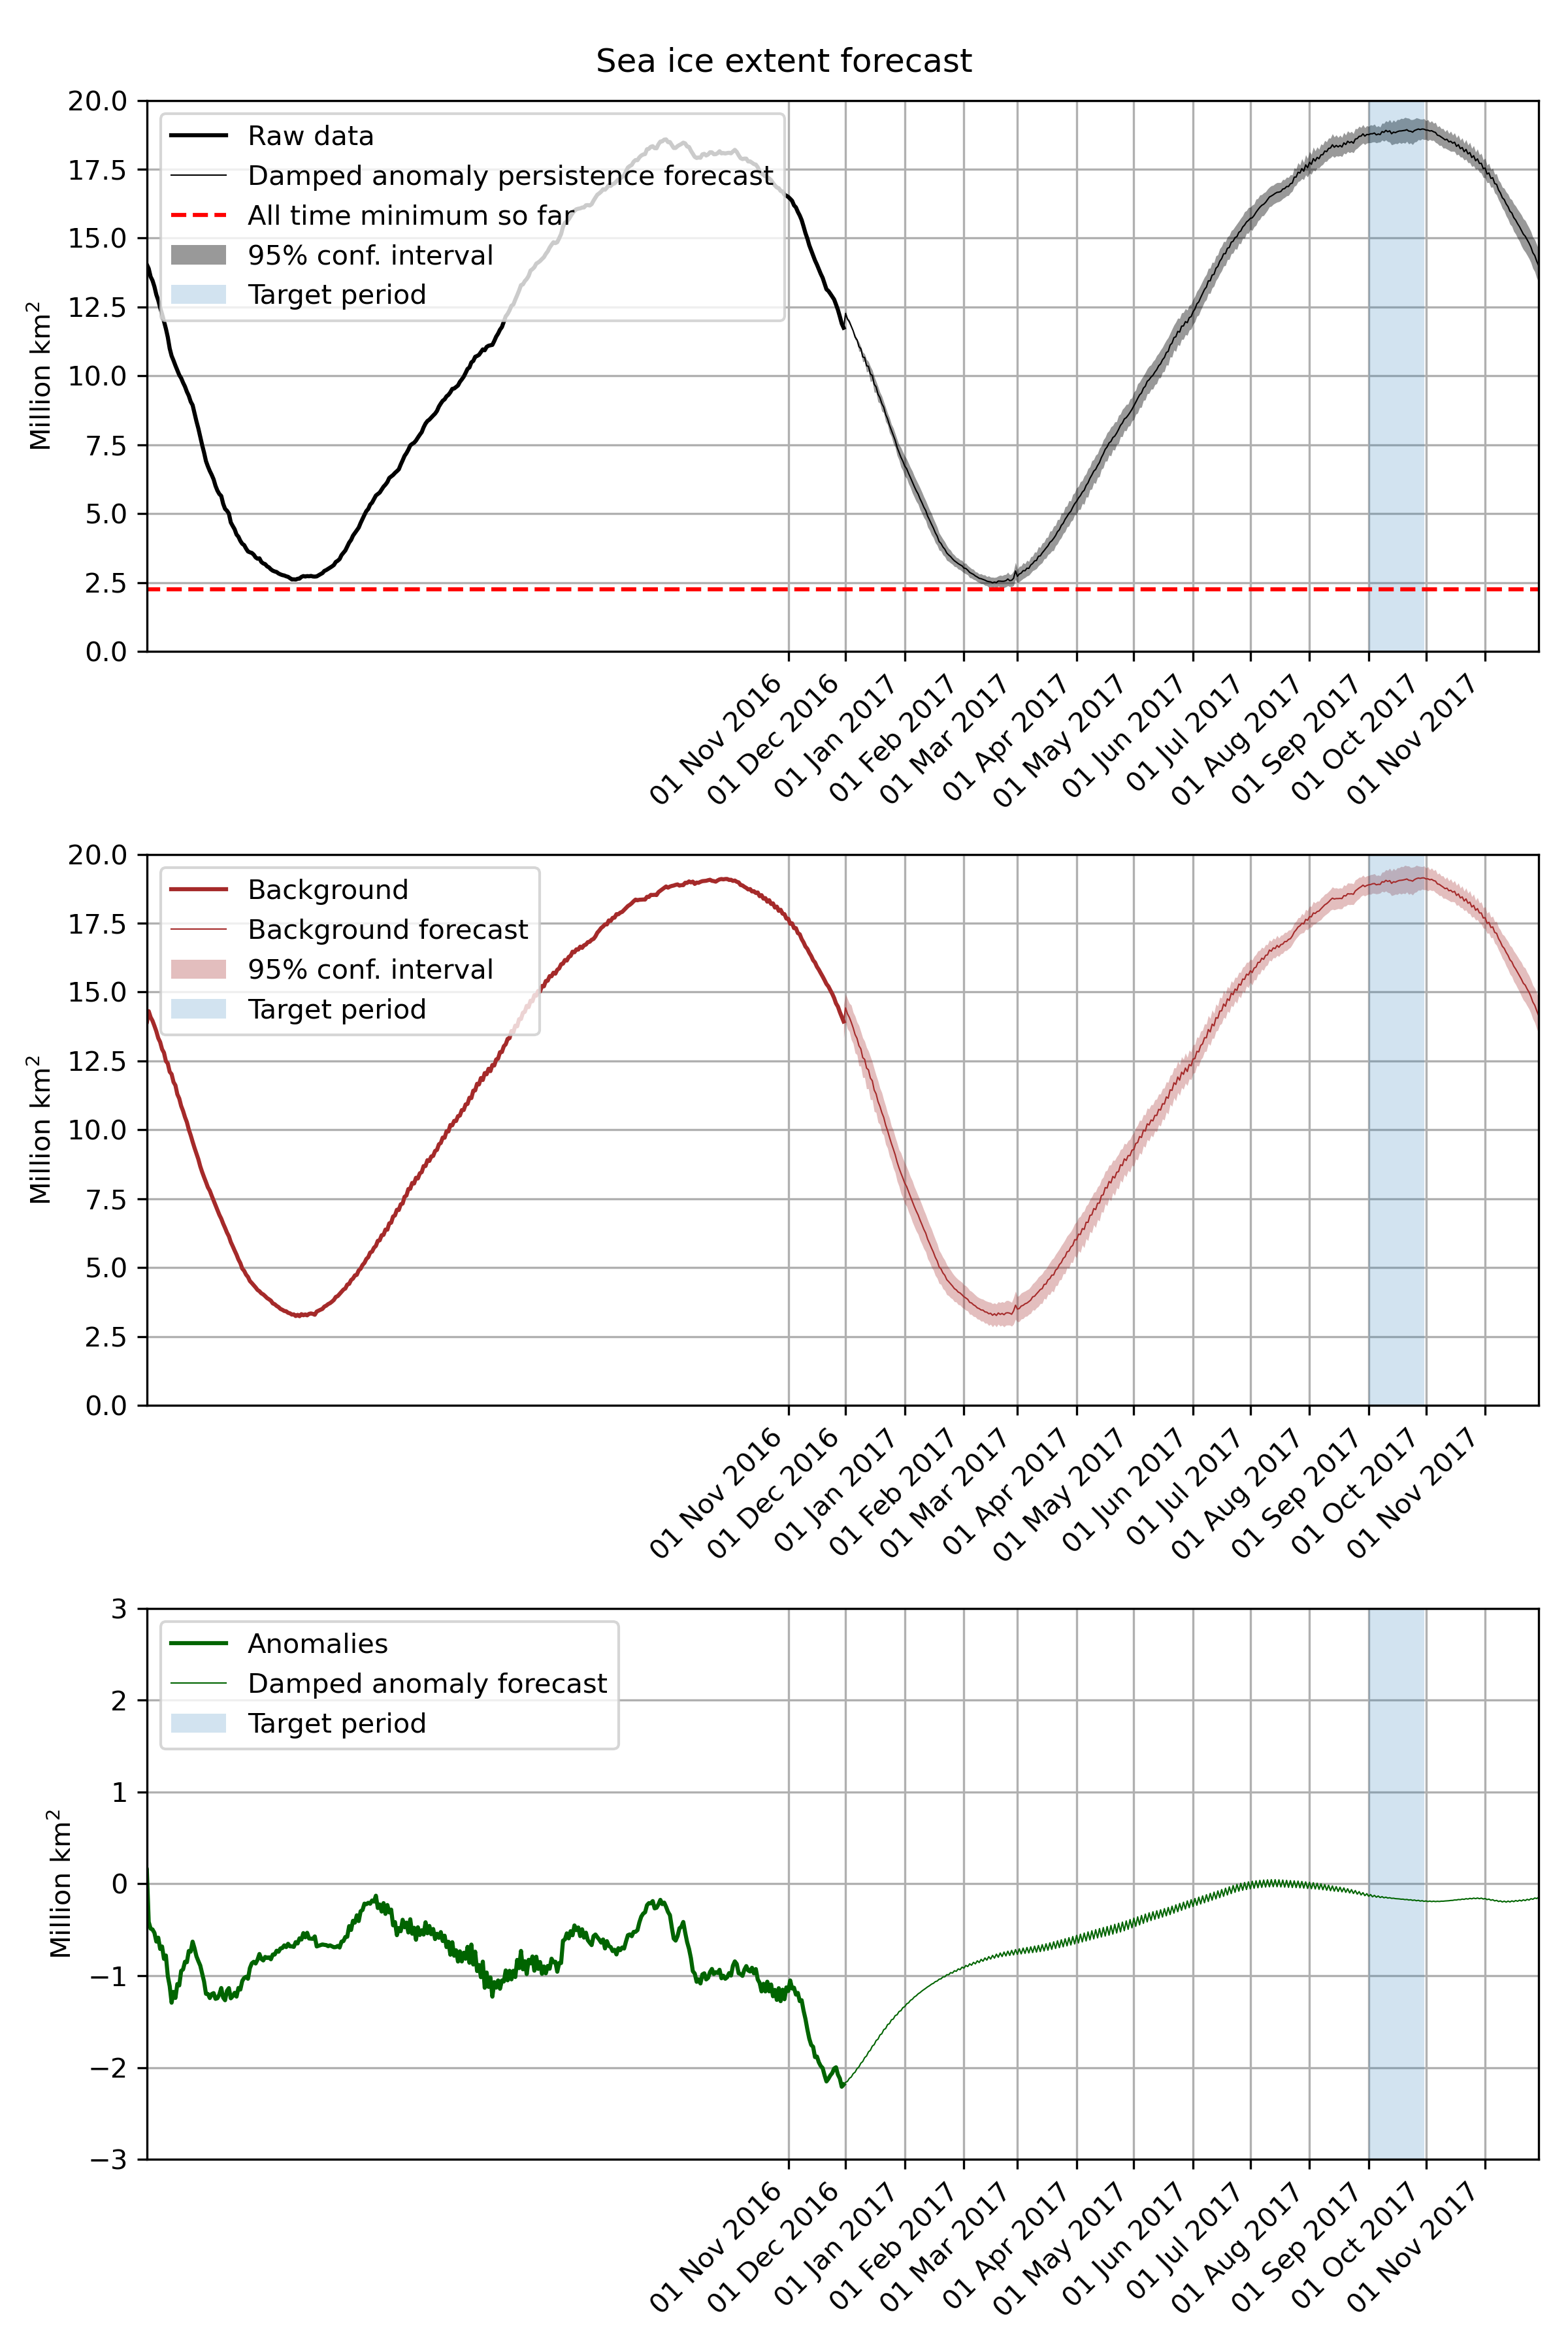 Sea ice extent forecast
20.0
17.5
15.0
12.5
10.0
7.5
5.0
2.5
0.0
Million km²
Raw data
Damped anomaly persistence forecast
All time minimum so far
95% conf. interval
Target period
01 Nov 2016
01 Dec 2016
01 Jan 2017
01 Feb 2017
01 Mar 2017
01 Apr 2017
01 May 2017
01 Jun 2017
01 Jul 2017
01 Aug 2017
01 Sep 2017
01 Oct 2017
01 Nov 2017
20.0
17.5
15.0
12.5
10.0
7.5
5.0
2.5
0.0
Million km²
Background
Background forecast
95% conf. interval
Target period
01 Nov 2016
01 Dec 2016
01 Jan 2017
01 Feb 2017
01 Mar 2017
01 Apr 2017
01 May 2017
01 Jun 2017
01 Jul 2017
01 Aug 2017
01 Sep 2017
01 Oct 2017
01 Nov 2017
3
2
1
0
−1
−2
−3
Million km²
Anomalies
Damped anomaly forecast
Target period
01 Nov 2016
01 Dec 2016
01 Jan 2017
01 Feb 2017
01 Mar 2017
01 Apr 2017
01 May 2017
01 Jun 2017
01 Jul 2017
01 Aug 2017
01 Sep 2017
01 Oct 2017
01 Nov 2017